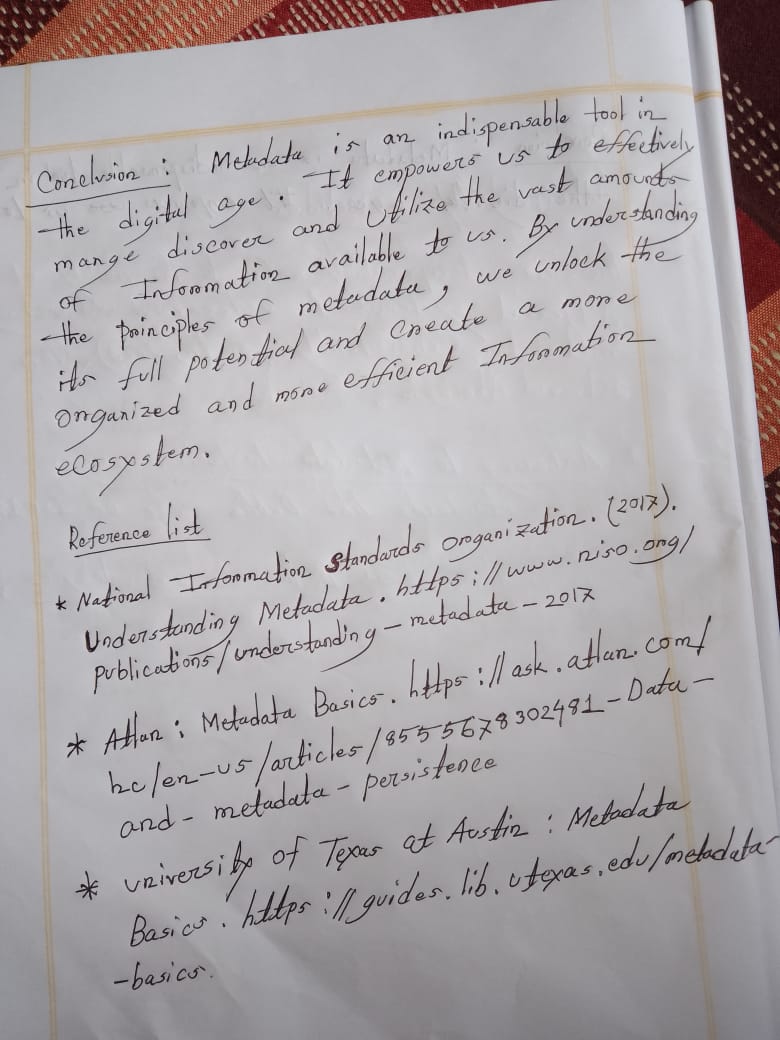 Conclusion : Metadata is an indispensable tool in
the digital age. It empowers us to effectively
mange discover and utilize the vast amounts
of Information available to us. By understanding
the principles of metadata, we unlock the
its full potential and create a more
organized and more efficient Information
ecosystem.
Reference list
* National Information Standards organization. (2017).
Understanding Metadata. https://www.niso.org/
publications/understanding-metadata-2017
* Atlan : Metadata Basics. https://ask.atlan.com/
hc/en-us/articles/8555678302481-Data-
and-metadata-persistence
* university of Texas at Austin : Metadata
Basics. https://guides.lib.utexas.edu/metadata-
-basics.